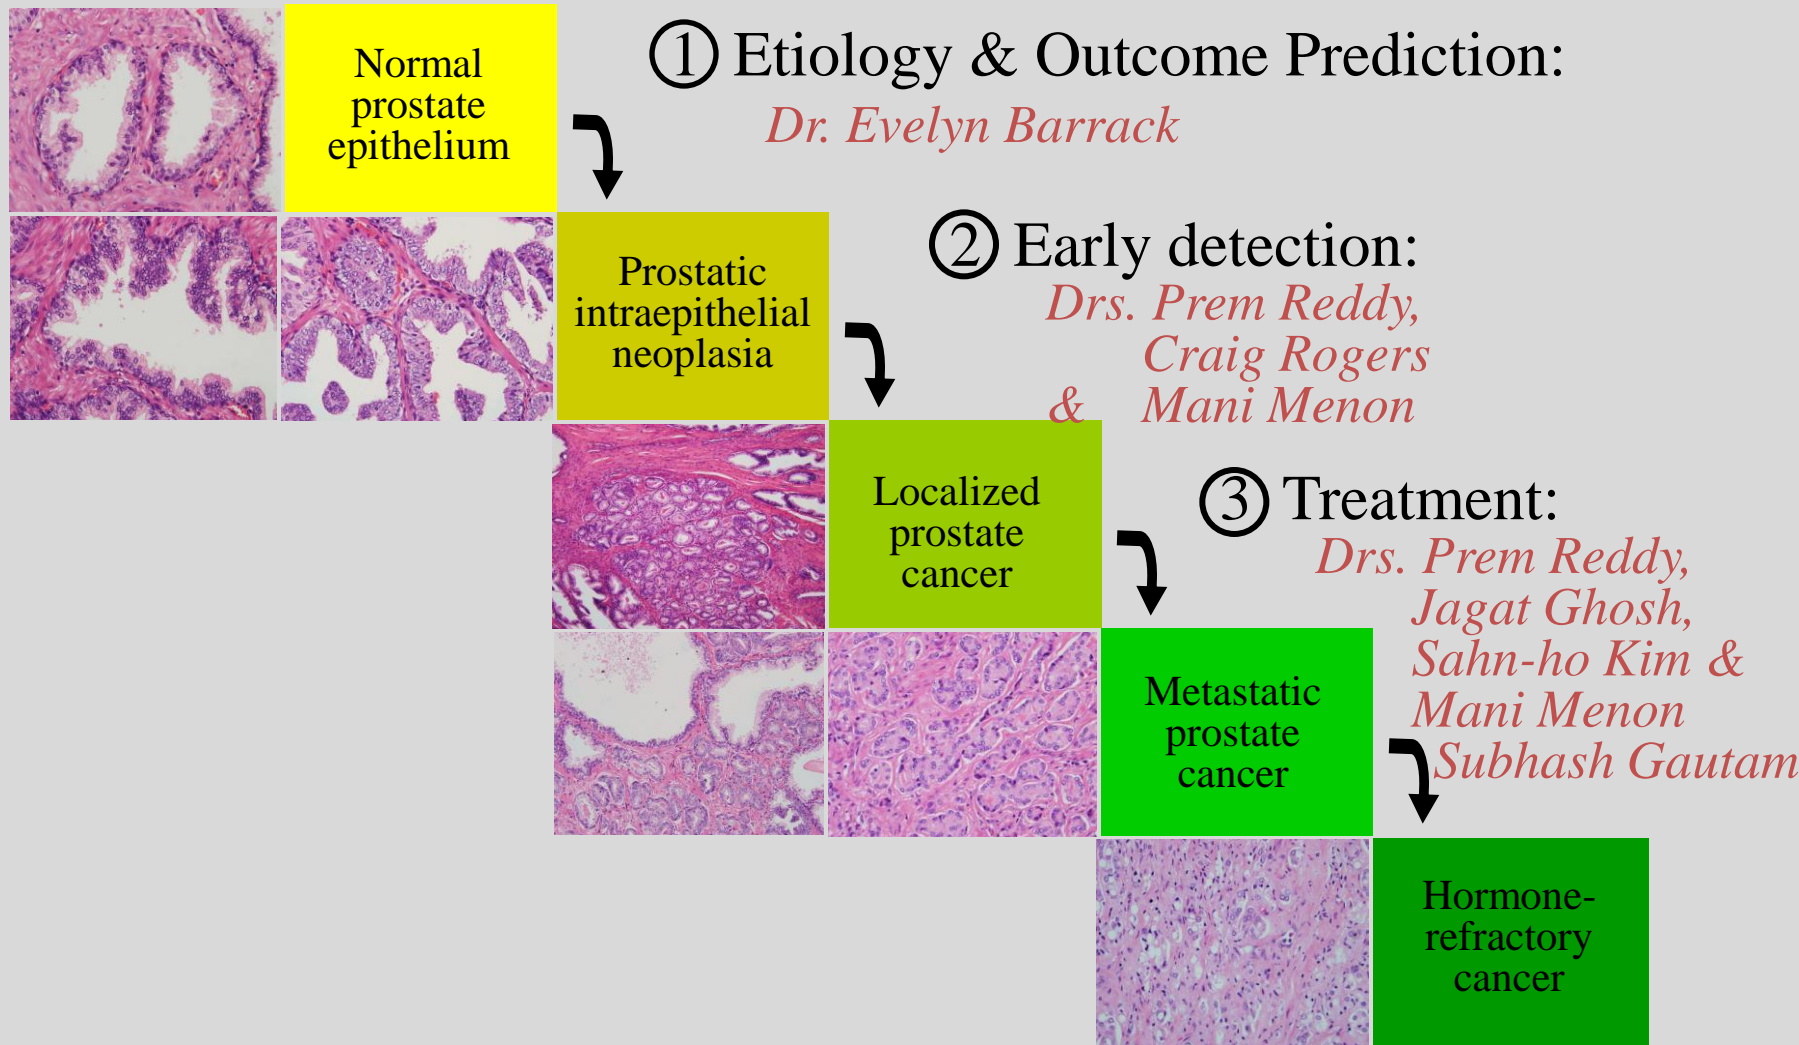 Normal
prostate
epithelium
① Etiology & Outcome Prediction:
Dr. Evelyn Barrack
Prostatic
intraepithelial
neoplasia
② Early detection:
Drs. Prem Reddy,
Craig Rogers
& Mani Menon
Localized
prostate
cancer
③ Treatment:
Drs. Prem Reddy,
Jagat Ghosh,
Sahn-ho Kim &
Mani Menon
Subhash Gautam
Metastatic
prostate
cancer
Hormone-
refractory
cancer